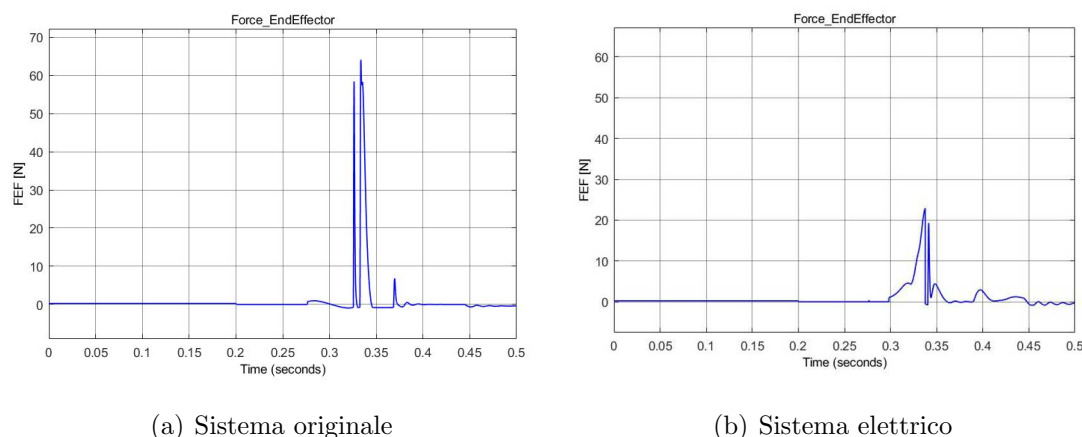 Force_EndEffector
70
60
50
40
30
20
10
0
FEF [N]
0 0.05 0.1 0.15 0.2 0.25 0.3 0.35 0.4 0.45 0.5
Time (seconds)
(a) Sistema originale
Force_EndEffector
60
50
40
30
20
10
0
FEF [N]
0 0.05 0.1 0.15 0.2 0.25 0.3 0.35 0.4 0.45 0.5
Time (seconds)
(b) Sistema elettrico